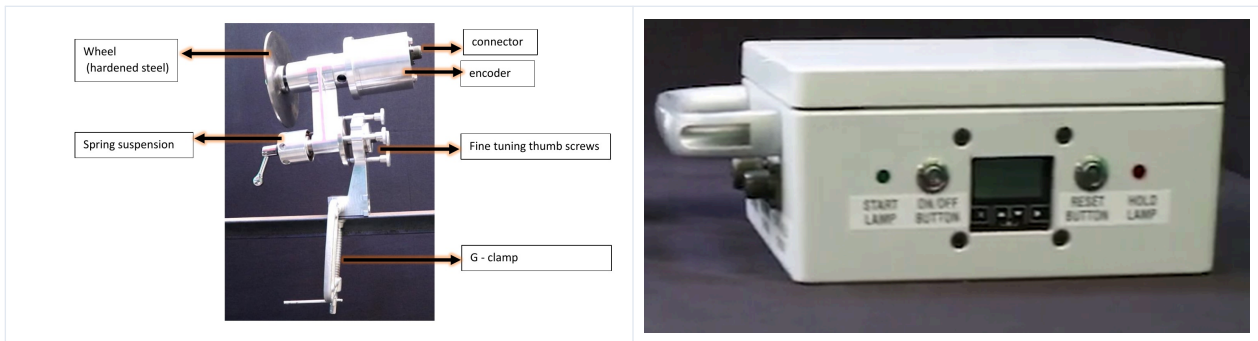 Wheel
(hardened steel)
connector
encoder
Spring suspension
Fine tuning thumb screws
G - clamp
START
LAMP
ON/OFF
BUTTON
RESET
BUTTON
HOLD
LAMP